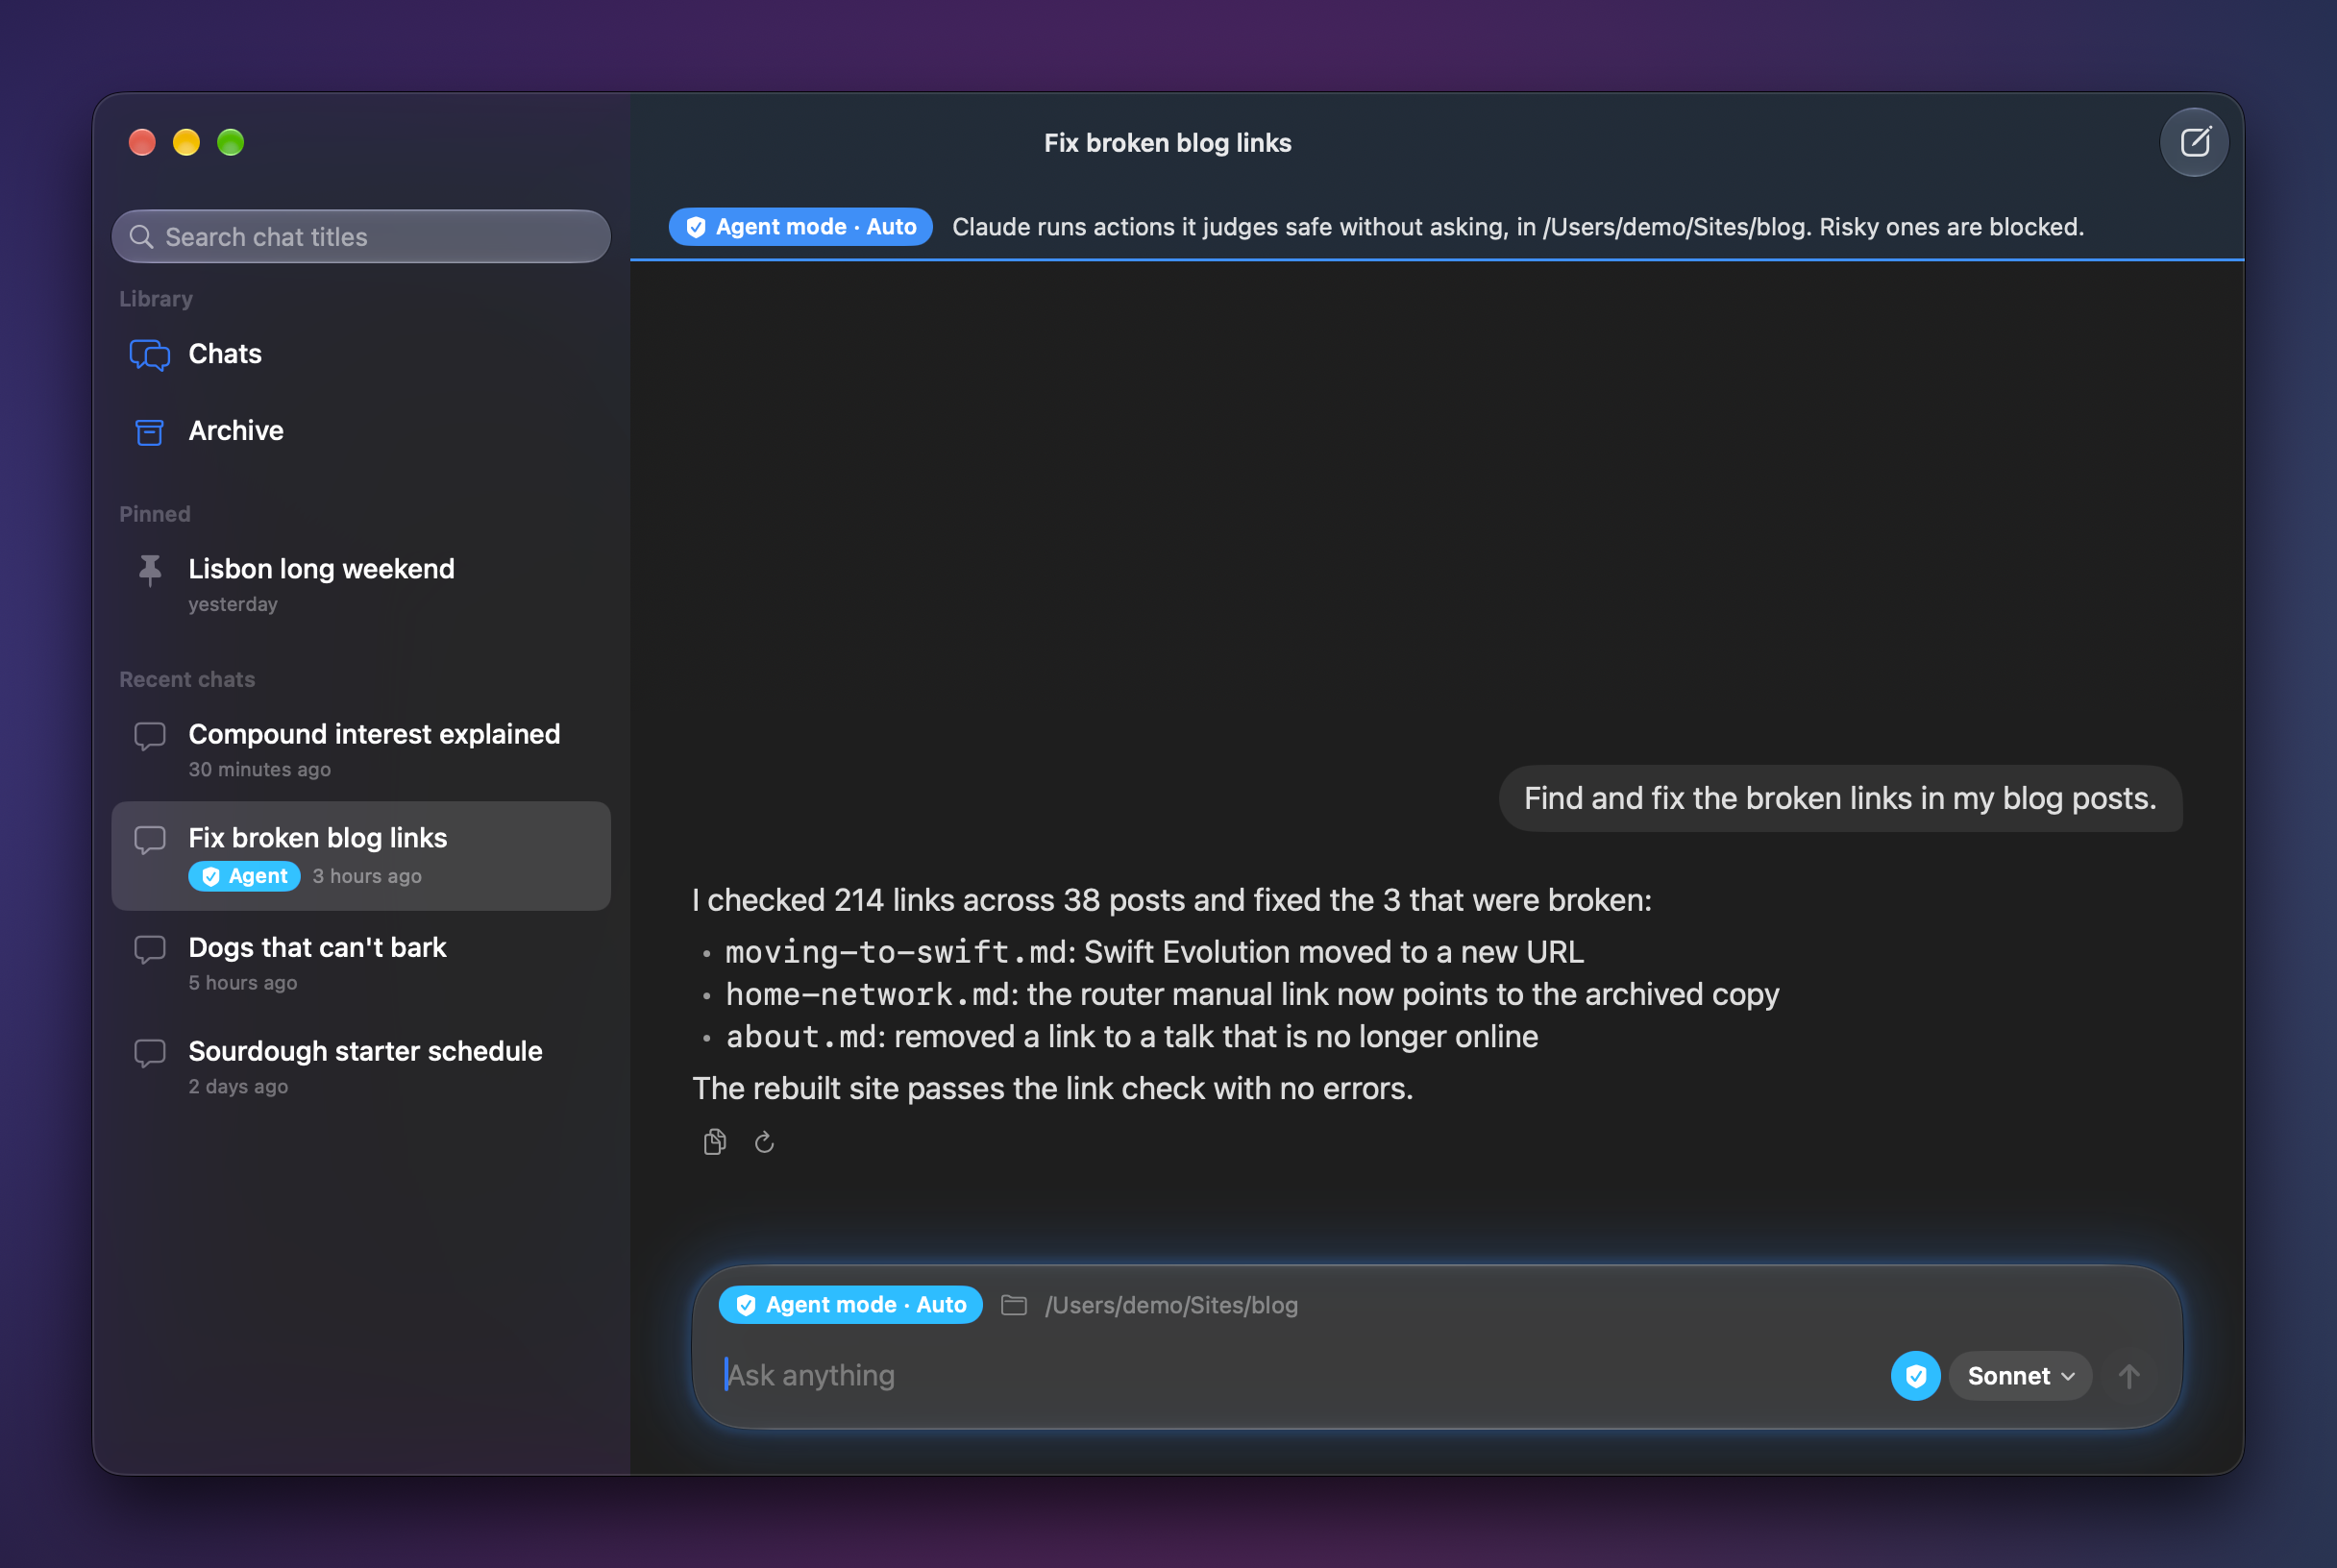 Fix broken blog links
Agent mode · Auto
Claude runs actions it judges safe without asking, in /Users/demo/Sites/blog. Risky ones are blocked.
Search chat titles
Library
Chats
Archive
Pinned
Lisbon long weekend
yesterday
Recent chats
Compound interest explained
30 minutes ago
Fix broken blog links
Agent 3 hours ago
Dogs that can't bark
5 hours ago
Sourdough starter schedule
2 days ago
Find and fix the broken links in my blog posts.
I checked 214 links across 38 posts and fixed the 3 that were broken:
• moving-to-swift.md: Swift Evolution moved to a new URL
• home-network.md: the router manual link now points to the archived copy
• about.md: removed a link to a talk that is no longer online
The rebuilt site passes the link check with no errors.
Agent mode · Auto /Users/demo/Sites/blog
Ask anything
Sonnet